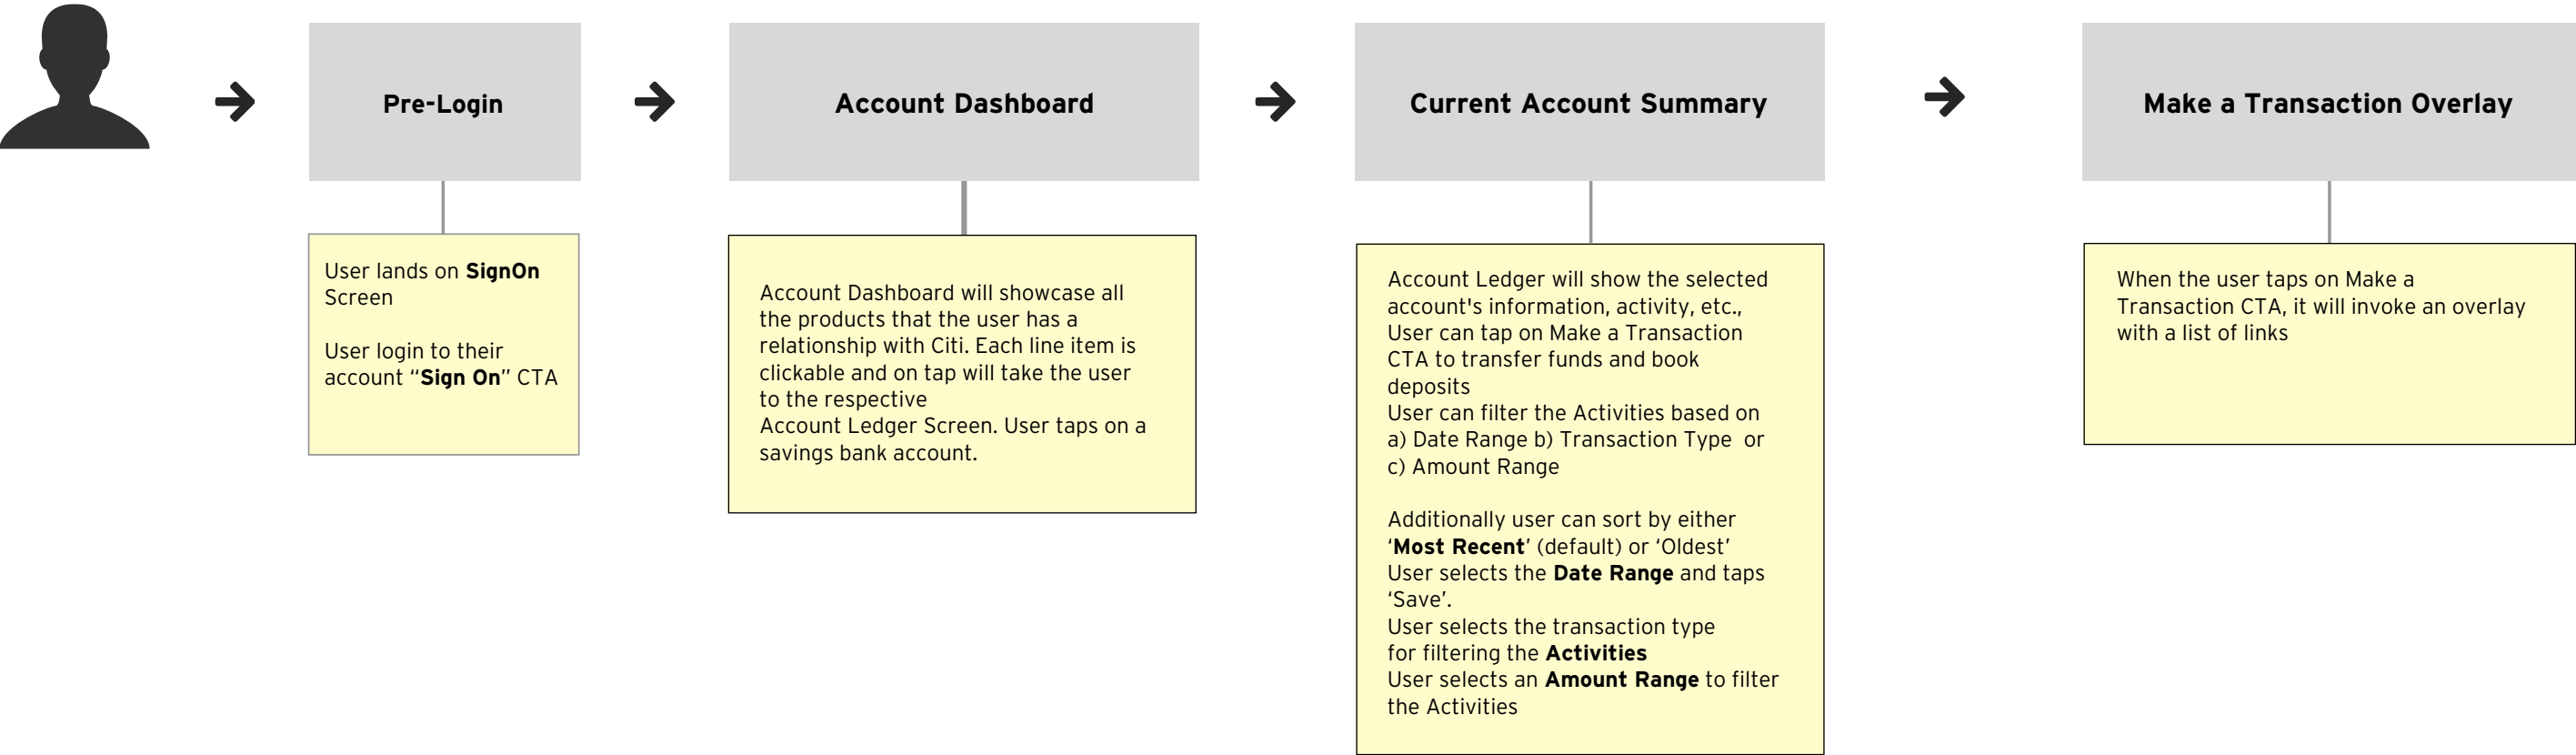 Pre-Login
Account Dashboard
Current Account Summary
Make a Transaction Overlay
User lands on SignOn
Screen
User login to their
account “Sign On” CTA
Account Dashboard will showcase all
the products that the user has a
relationship with Citi. Each line item is
clickable and on tap will take the user
to the respective
Account Ledger Screen. User taps on a
savings bank account.
Account Ledger will show the selected
account's information, activity, etc.,
User can tap on Make a Transaction
CTA to transfer funds and book
deposits
User can filter the Activities based on
a) Date Range b) Transaction Type or
c) Amount Range
Additionally user can sort by either
‘Most Recent’ (default) or ‘Oldest’
User selects the Date Range and taps
‘Save’.
User selects the transaction type
for filtering the Activities
User selects an Amount Range to filter
the Activities
When the user taps on Make a
Transaction CTA, it will invoke an overlay
with a list of links